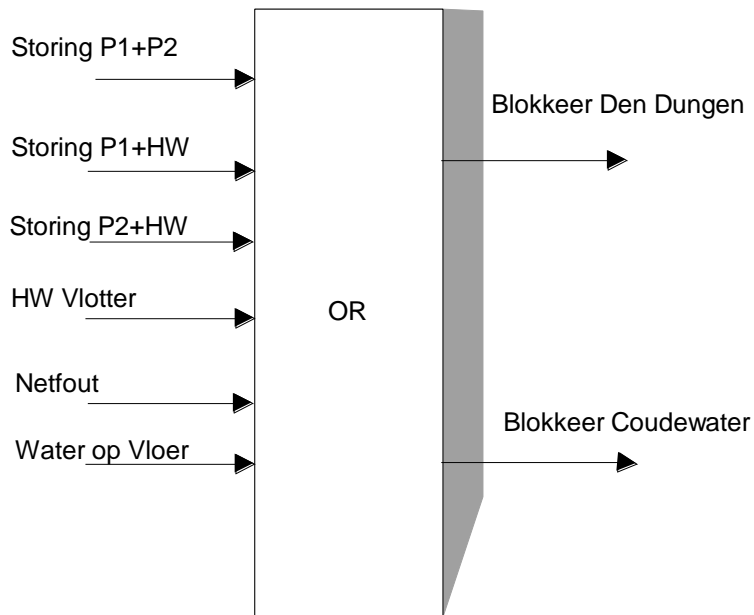 Storing P1+P2
Storing P1+HW
Storing P2+HW
HW Vlotter
Netfout
Water op Vloer
OR
Blokkeer Den Dungen
Blokkeer Coudewater